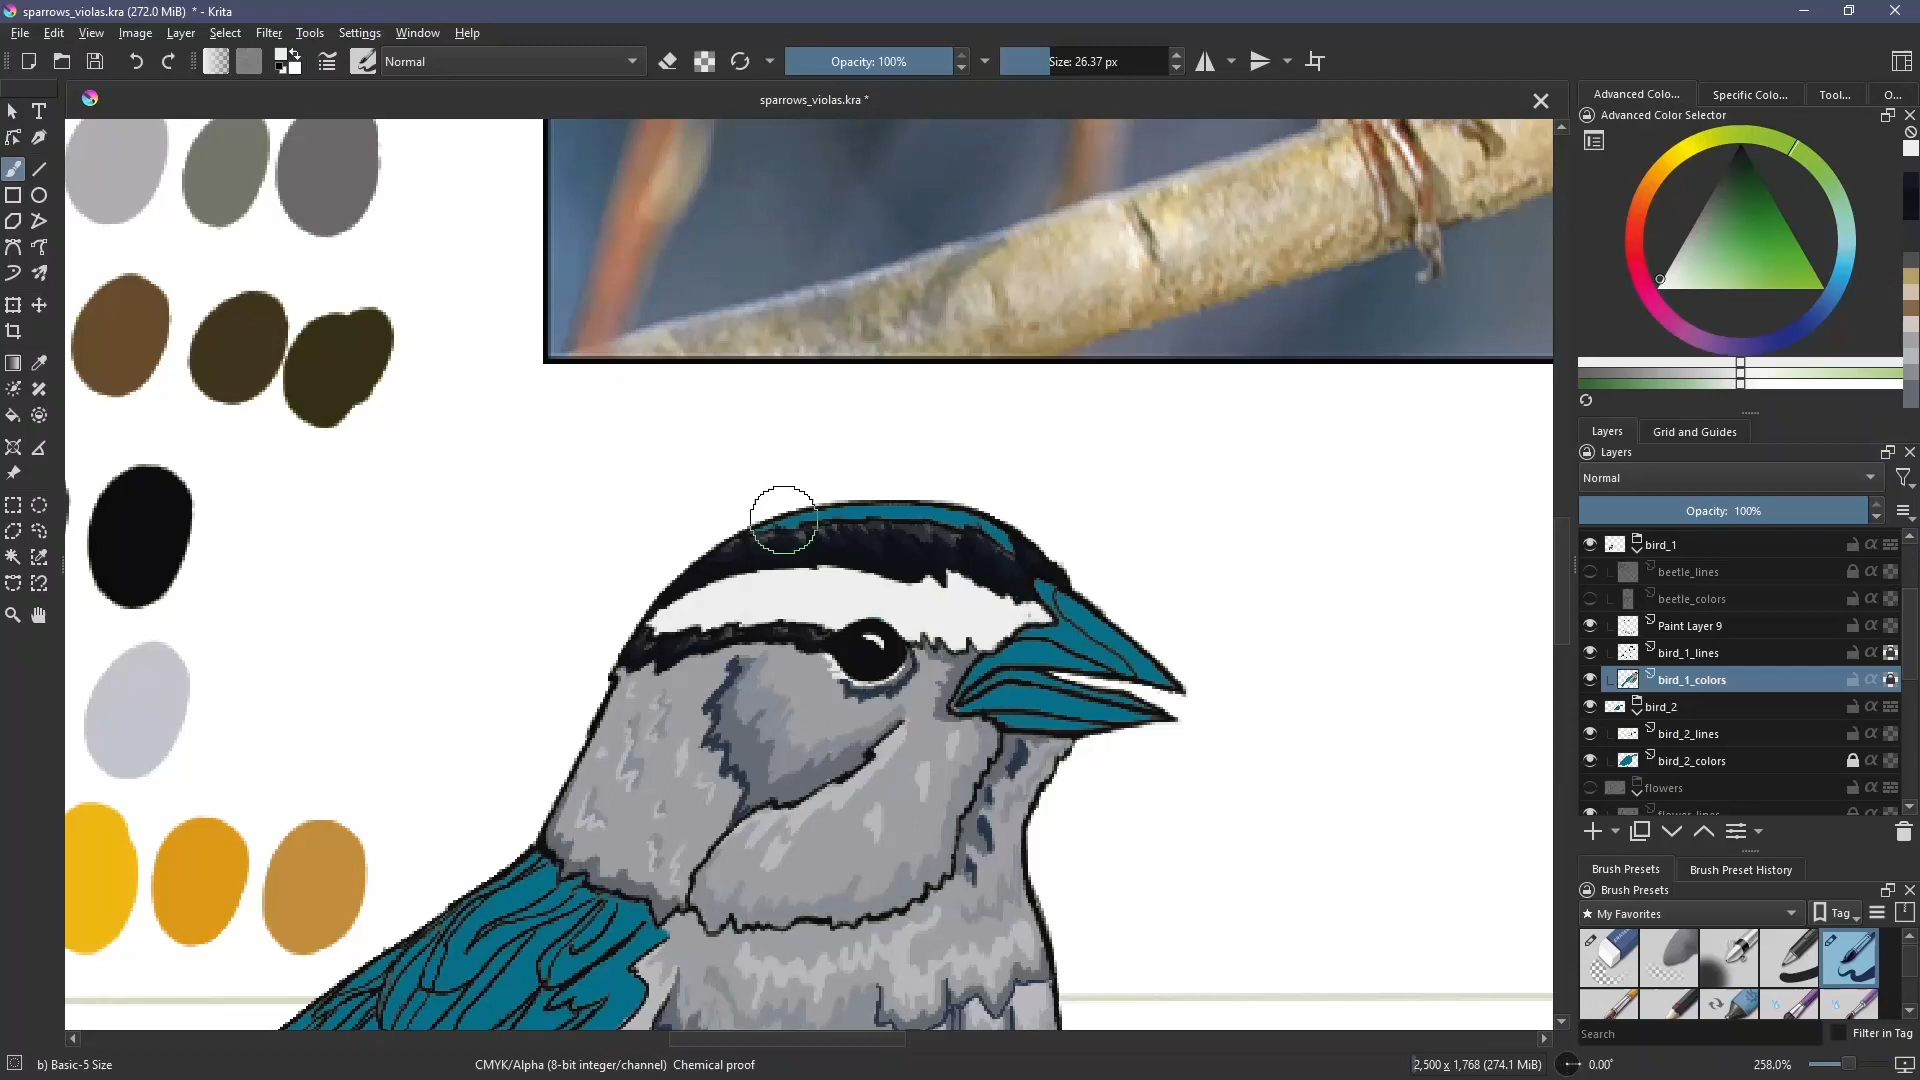 sparrows_violas.kra (272.0 MiB)  * - Krita
File Edit View Image Layer Select Filter Tools Settings Window Help
Normal
Opacity: 100%
Size: 26.37 px
sparrows_violas.kra *
Advanced Colo... Specific Colo... Tool... O...
Advanced Color Selector
Layers Grid and Guides
Layers
Normal
Opacity:  100%
bird_1
beetle_lines
beetle_colors
Paint Layer 9
bird_1_lines
bird_1_colors
bird_2
bird_2_lines
bird_2_colors
flowers
flower_lines
Brush Presets Brush Preset History
Brush Presets
★ My Favorites
Tag
Search
Filter in Tag
b) Basic-5 Size
CMYK/Alpha (8-bit integer/channel)  Chemical proof
2,500 x 1,768 (274.1 MiB)
0.00°
258.0%